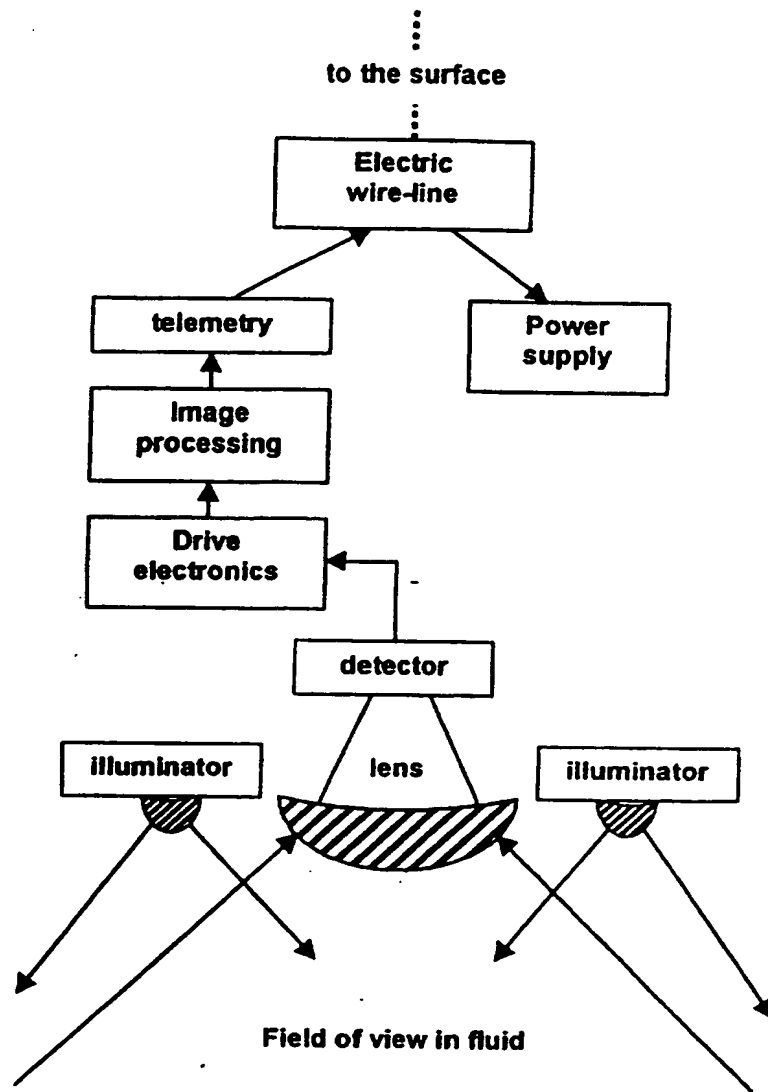 to the surface
Electric
wire-line
telemetry
Power
supply
Image
processing
Drive
electronics
detector
illuminator
lens
illuminator
Field of view in fluid